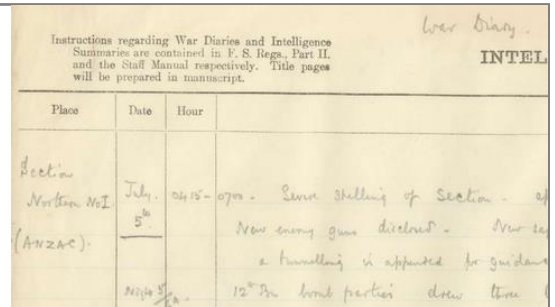 War Diary.
Instructions regarding War Diaries and Intelligence
Summaries are contained in F. S. Regs., Part II.
and the Staff Manual respectively. Title pages
will be prepared in manuscript.
INTEL
Place Date Hour
Section
Northern No I July. 0415- 0700 - Severe shelling of Section -
5th New enemy guns disclosed - New
(ANZAC). a tunnelling is appended for guidanc
Night 5/ 12th Bn bomb parties drew three